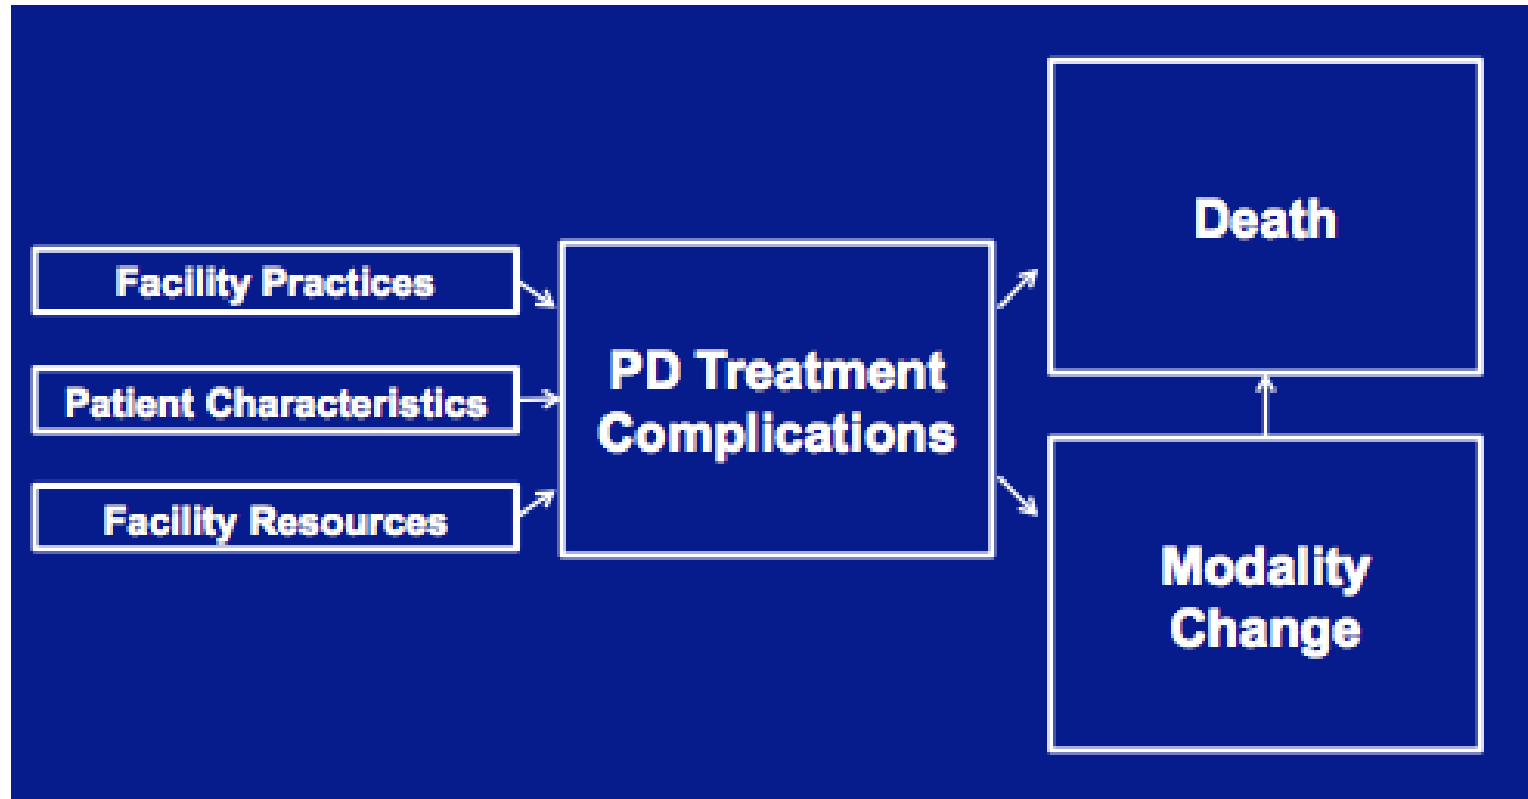 Facility Practices
Patient Characteristics
Facility Resources
PD Treatment
Complications
Death
Modality
Change